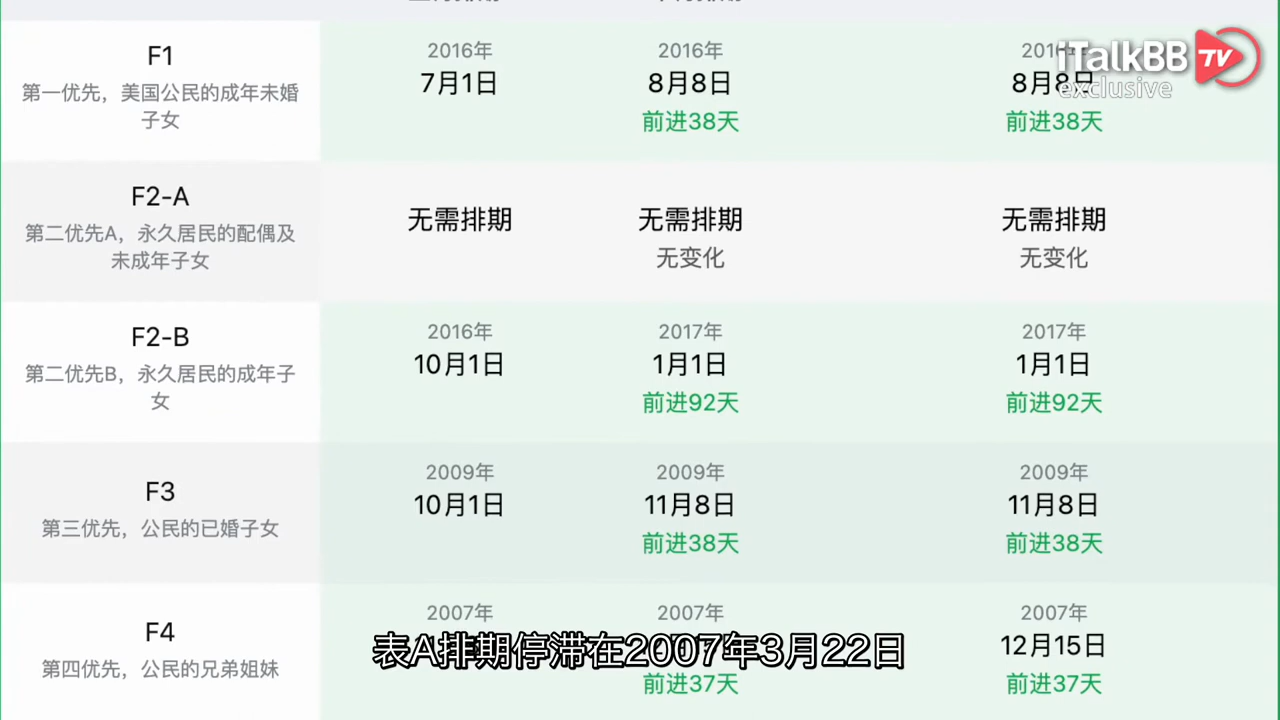 iTalkBB TV
exclusive
F1
第一优先，美国公民的成年未婚
子女
2016年
7月1日
2016年
8月8日
前进38天
8月8日
前进38天
F2-A
第二优先A，永久居民的配偶及
未成年子女
无需排期
无需排期
无变化
无需排期
无变化
F2-B
第二优先B，永久居民的成年子
女
2016年
10月1日
2017年
1月1日
前进92天
2017年
1月1日
前进92天
F3
第三优先，公民的已婚子女
2009年
10月1日
2009年
11月8日
前进38天
2009年
11月8日
前进38天
F4
第四优先，公民的兄弟姐妹
2007年
2007年
前进37天
2007年
12月15日
前进37天
表A排期停滞在2007年3月22日